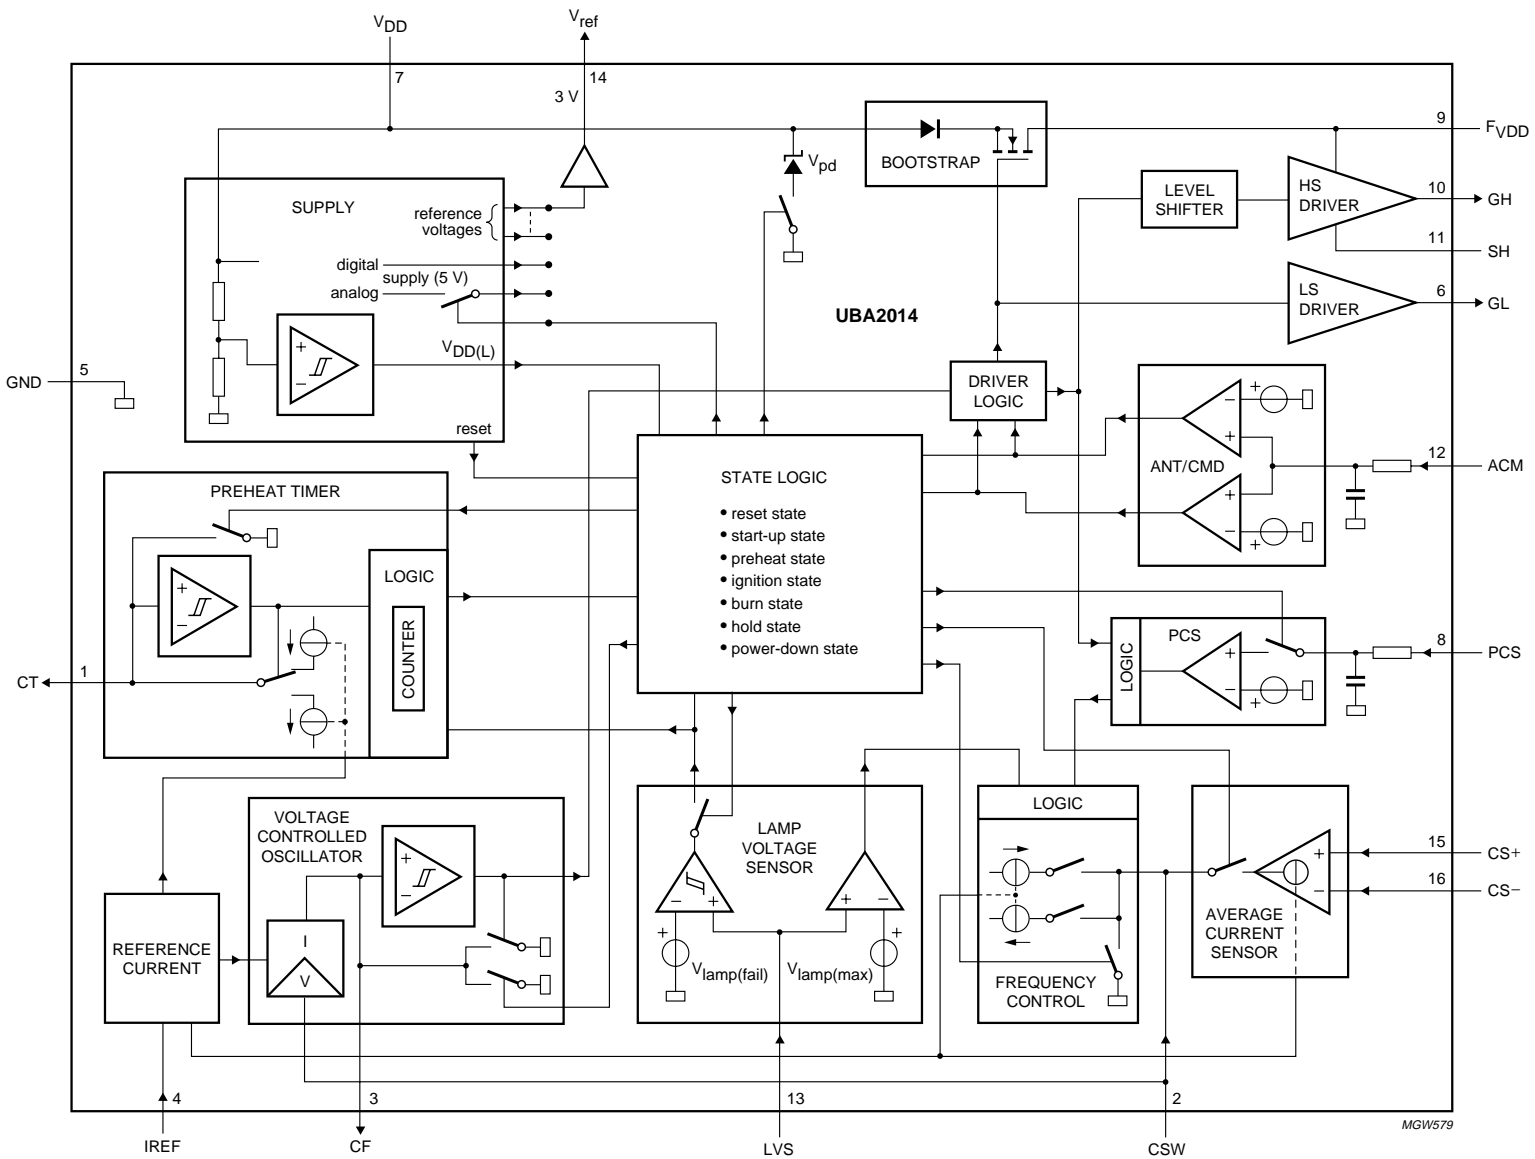 VDD
Vref
7
14
3 V
9
FVDD
BOOTSTRAP
Vpd
SUPPLY
reference
voltages
digital
supply (5 V)
analog
LEVEL
SHIFTER
HS
DRIVER
10
GH
11
SH
UBA2014
LS
DRIVER
6
GL
+
−
VDD(L)
GND
5
reset
DRIVER
LOGIC
ANT/CMD
−
+
+
+
−
+
12
ACM
STATE LOGIC
• reset state
• start-up state
• preheat state
• ignition state
• burn state
• hold state
• power-down state
PREHEAT TIMER
+
−
LOGIC
COUNTER
CT
1
LOGIC
PCS
+
−
+
8
PCS
VOLTAGE
CONTROLLED
OSCILLATOR
+
−
LAMP
VOLTAGE
SENSOR
−
+
+
−
+
+
Vlamp(fail)
Vlamp(max)
LOGIC
FREQUENCY
CONTROL
+
−
AVERAGE
CURRENT
SENSOR
15
CS+
16
CS−
REFERENCE
CURRENT
I
V
4
3
13
2
IREF
CF
LVS
CSW
MGW579